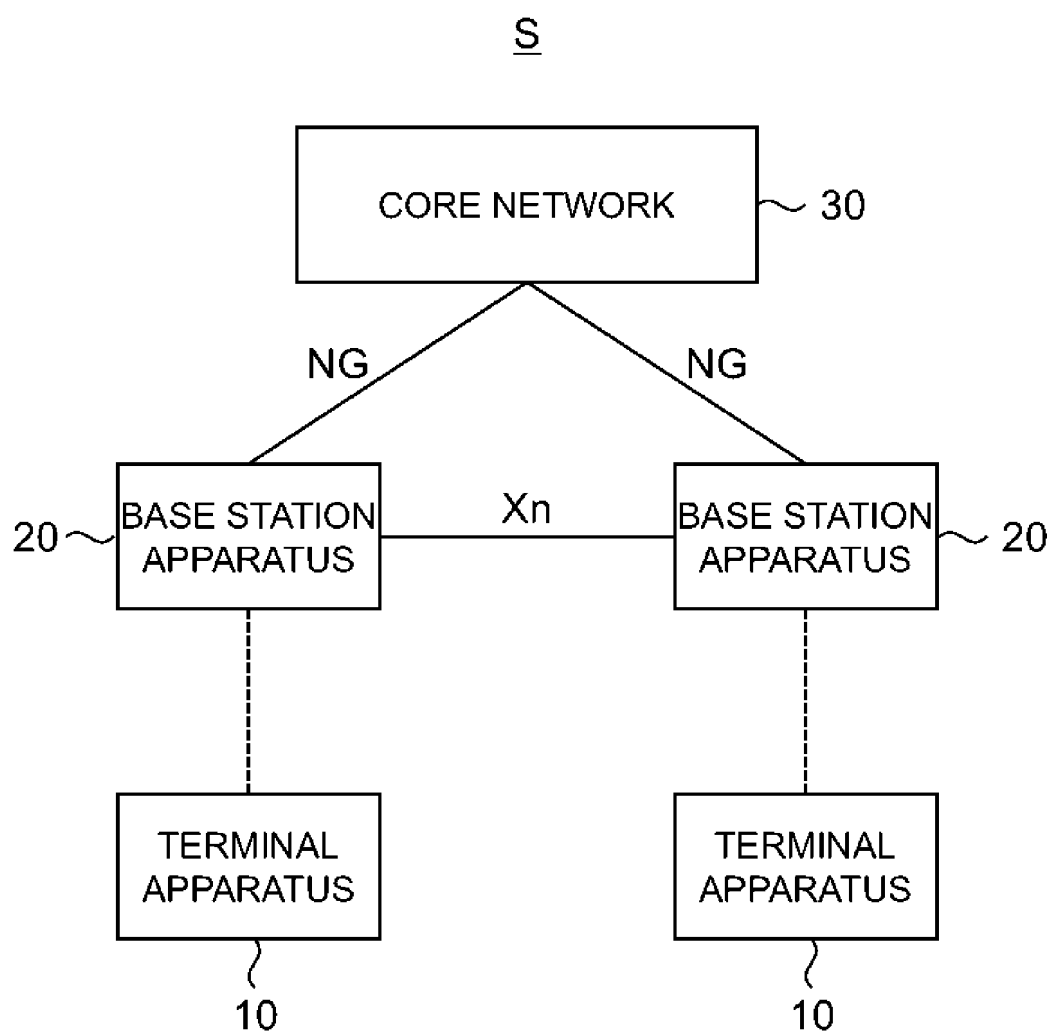 S
CORE NETWORK
30
NG
NG
BASE STATION
APPARATUS
20
Xn
BASE STATION
APPARATUS
20
TERMINAL
APPARATUS
10
TERMINAL
APPARATUS
10